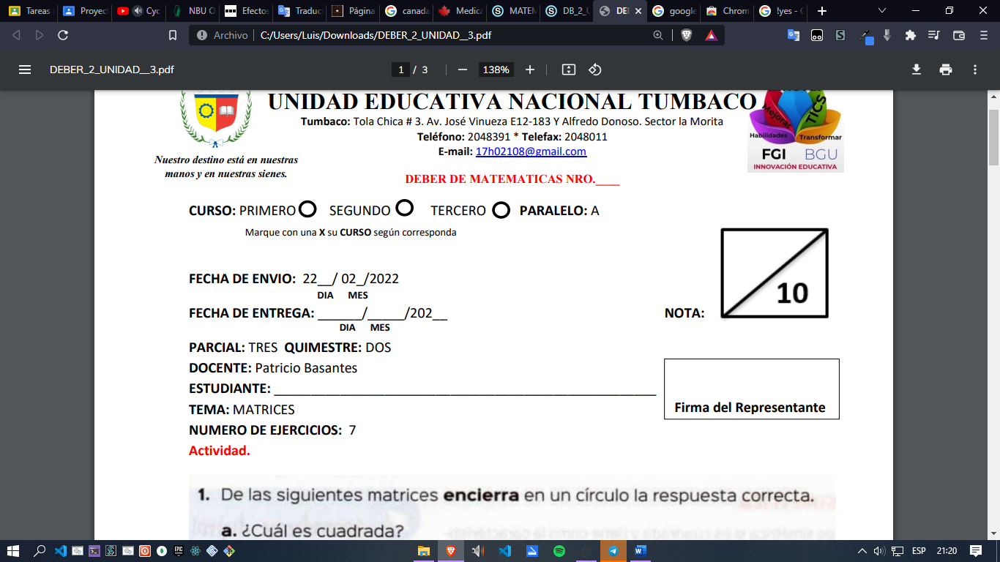 Tareas
Proyect
Cyc
NBU O
Efectos
Traduct
Página
canada
Medica
MATEM
DB_2_U
DEI
google
Chrom
!yes - G
Archivo C:/Users/Luis/Downloads/DEBER_2_UNIDAD__3.pdf
DEBER_2_UNIDAD__3.pdf 1 / 3 138%
UNIDAD EDUCATIVA NACIONAL TUMBACO
Tumbaco: Tola Chica # 3. Av. José Vinueza E12-183 Y Alfredo Donoso. Sector la Morita
Teléfono: 2048391 * Telefax: 2048011
E-mail: 17h02108@gmail.com
Nuestro destino está en nuestras
manos y en nuestras sienes.
Mejorar
TICS
Habilidades
Transformar
FGI BGU
INNOVACIÓN EDUCATIVA
DEBER DE MATEMATICAS NRO.____
CURSO: PRIMERO SEGUNDO TERCERO PARALELO: A
Marque con una X su CURSO según corresponda
FECHA DE ENVIO: 22__/ 02_/2022
DIA MES
10
FECHA DE ENTREGA: ______/_____/202__ NOTA:
DIA MES
PARCIAL: TRES QUIMESTRE: DOS
DOCENTE: Patricio Basantes
ESTUDIANTE: ____________________________________________________
Firma del Representante
TEMA: MATRICES
NUMERO DE EJERCICIOS: 7
Actividad.
1. De las siguientes matrices encierra en un círculo la respuesta correcta.
a. ¿Cuál es cuadrada?
ESP 21:20